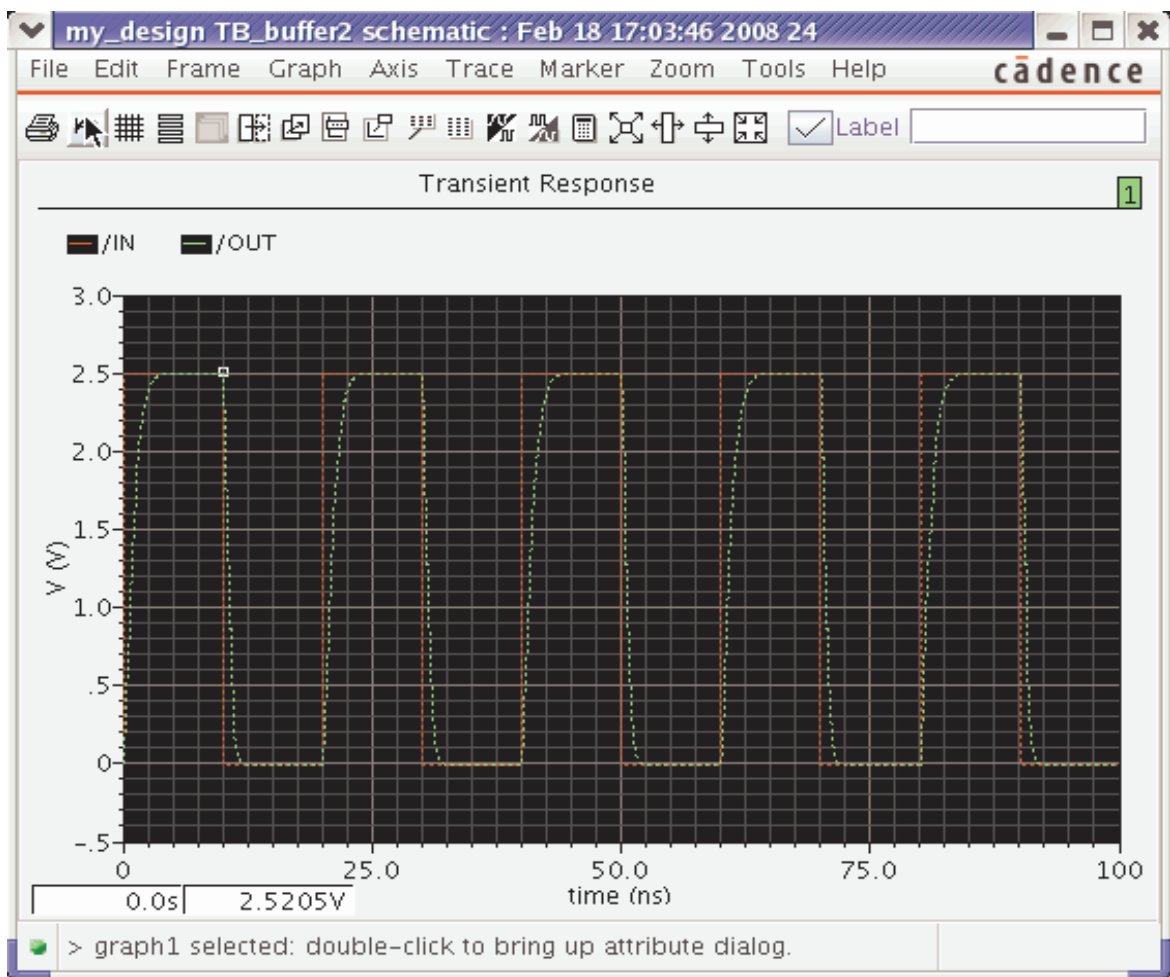 my_design TB_buffer2 schematic : Feb 18 17:03:46 2008 24
File Edit Frame Graph Axis Trace Marker Zoom Tools Help cādence
Label
Transient Response
1
/IN /OUT
3.0
2.5
2.0
1.5
1.0
.5
0
-.5
V (V)
0 25.0 50.0 75.0 100
time (ns)
0.0s 2.5205V
> graph1 selected: double-click to bring up attribute dialog.